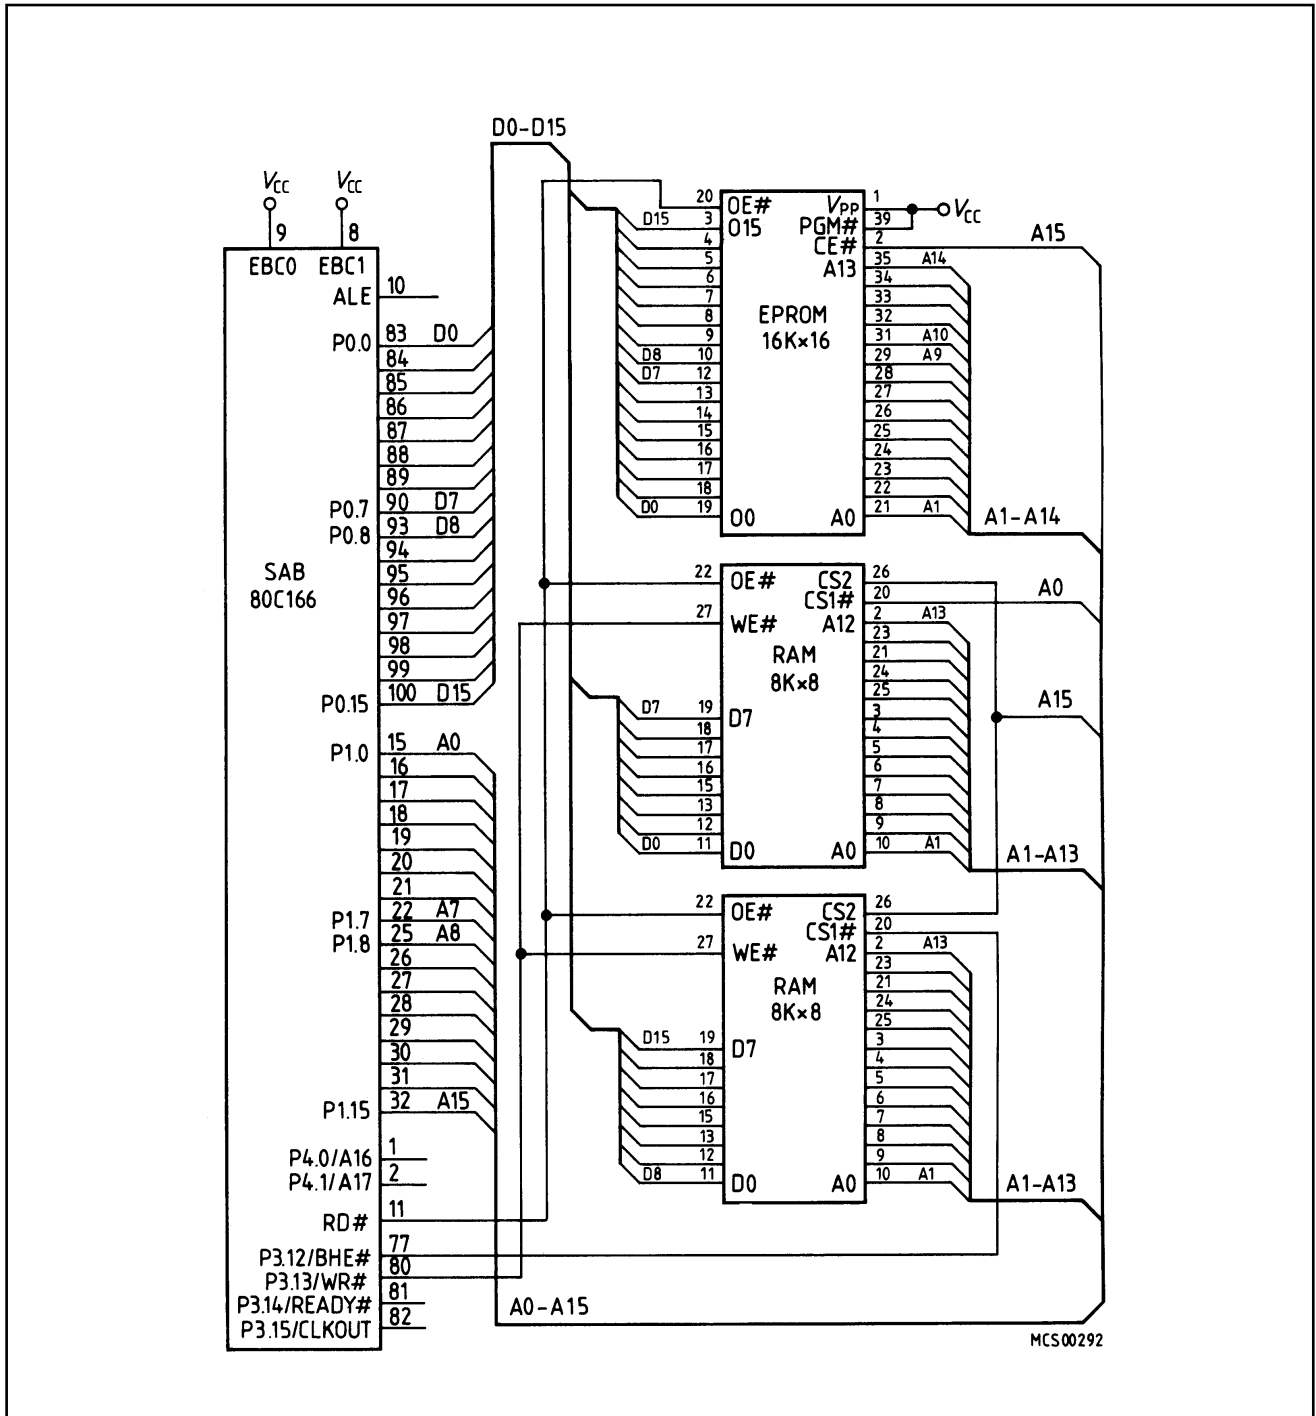 D0-D15
VCC
VCC
9
8
EBC0
EBC1
ALE
10
P0.0
83
D0
84
85
86
87
88
89
P0.7
90
D7
P0.8
93
D8
94
95
96
97
98
99
P0.15
100
D15
SAB
80C166
P1.0
15
A0
16
17
18
19
20
21
P1.7
22
A7
P1.8
25
A8
26
27
28
29
30
31
P1.15
32
A15
P4.0/A16
1
P4.1/A17
2
RD#
11
P3.12/BHE#
77
P3.13/WR#
80
P3.14/READY#
81
P3.15/CLKOUT
82
A0-A15
20
OE#
D15
3
O15
4
5
6
7
8
9
D8
10
D7
12
13
14
15
16
17
18
D0
19
O0
EPROM
16K×16
VPP
1
PGM#
39
VCC
CE#
2
A15
A13
35
A14
34
33
32
31
A10
29
A9
28
27
26
25
24
23
22
A0
21
A1
A1-A14
22
OE#
27
WE#
RAM
8K×8
D7
19
D7
18
17
16
15
13
12
D0
11
D0
CS2
26
CS1#
20
A0
A12
2
A13
23
21
24
25
3
4
5
6
7
8
9
A0
10
A1
A15
A1-A13
22
OE#
27
WE#
RAM
8K×8
D15
19
D7
18
17
16
15
13
12
D8
11
D0
CS2
26
CS1#
20
A12
2
A13
23
21
24
25
3
4
5
6
7
8
9
A0
10
A1
A1-A13
MCS00292